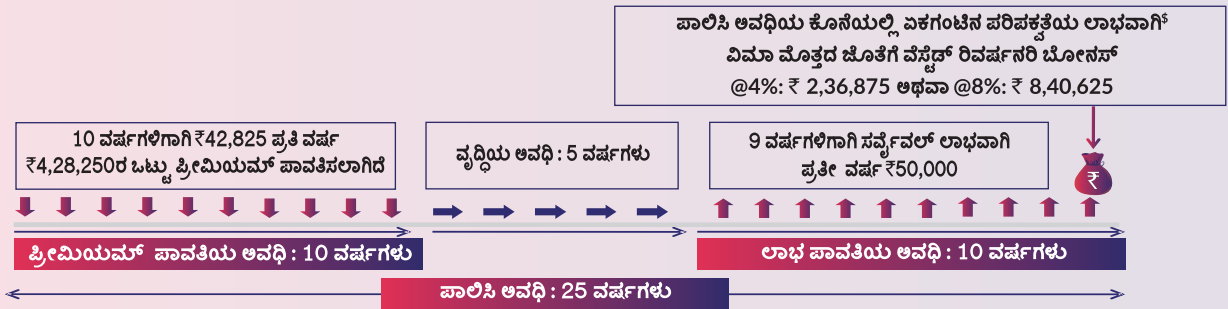 ಪಾಲಿಸಿ ಅವಧಿಯ ಕೊನೆಯಲ್ಲಿ ಏಕಗಂಟಿನ ಪರಿಪಕ್ವತೆಯ ಲಾಭವಾಗಿ$
ವಿಮಾ ಮೊತ್ತದ ಜೊತೆಗೆ ವೆಸ್ಟೆಡ್ ರಿವರ್ಷನರಿ ಬೋನಸ್
@4%: ₹ 2,36,875 ಅಥವಾ @8%: ₹ 8,40,625
10 ವರ್ಷಗಳಿಗಾಗಿ ₹42,825 ಪ್ರತಿ ವರ್ಷ
₹4,28,250ರ ಒಟ್ಟು ಪ್ರೀಮಿಯಮ್ ಪಾವತಿಸಲಾಗಿದೆ
ವೃದ್ಧಿಯ ಅವಧಿ : 5 ವರ್ಷಗಳು
9 ವರ್ಷಗಳಿಗಾಗಿ ಸರ್ವೈವಲ್ ಲಾಭವಾಗಿ
ಪ್ರತೀ ವರ್ಷ ₹50,000
₹
ಪ್ರೀಮಿಯಮ್ ಪಾವತಿಯ ಅವಧಿ : 10 ವರ್ಷಗಳು
ಲಾಭ ಪಾವತಿಯ ಅವಧಿ : 10 ವರ್ಷಗಳು
ಪಾಲಿಸಿ ಅವಧಿ : 25 ವರ್ಷಗಳು